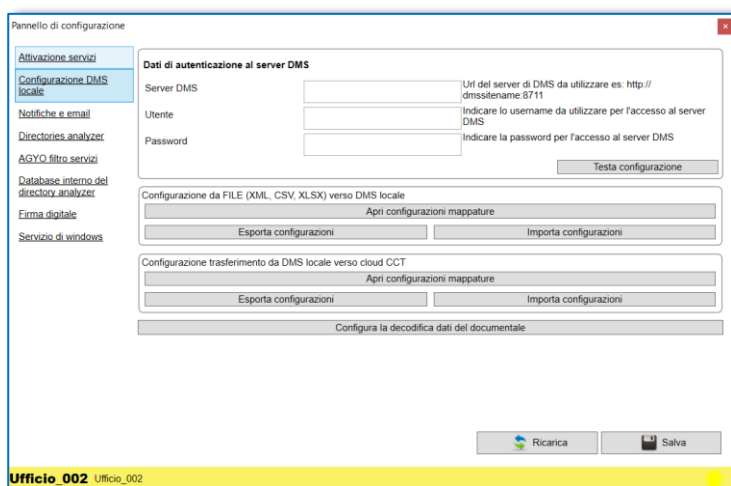 Pannello di configurazione
Attivazione servizi
Configurazione DMS
locale
Notifiche e email
Directories analyzer
AGYO filtro servizi
Database interno del
directory analyzer
Firma digitale
Servizio di windows
Dati di autenticazione al server DMS
Server DMS
Url del server di DMS da utilizzare es: http://
dmssitename:8711
Utente
Indicare lo username da utilizzare per l'accesso al server
DMS
Password
Indicare la password per l'accesso al server DMS
Testa configurazione
Configurazione da FILE (XML, CSV, XLSX) verso DMS locale
Apri configurazioni mappature
Esporta configurazioni
Importa configurazioni
Configurazione trasferimento da DMS locale verso cloud CCT
Apri configurazioni mappature
Esporta configurazioni
Importa configurazioni
Configura la decodifica dati del documentale
Ricarica
Salva
Ufficio_002 Ufficio_002